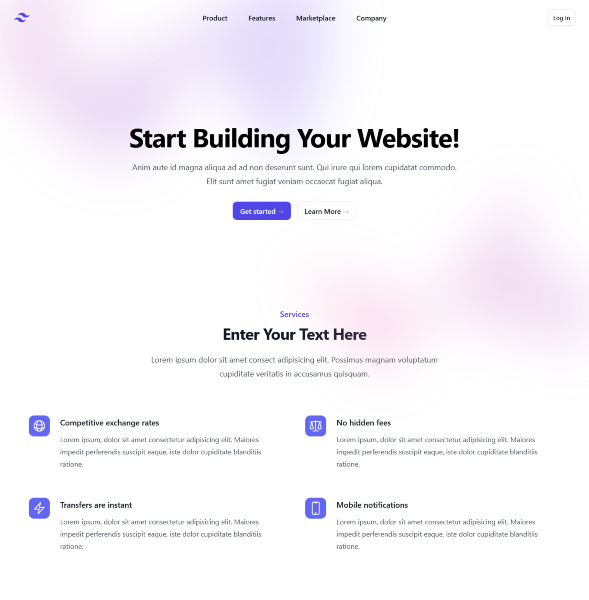 Product Features Marketplace Company Log in
Start Building Your Website!
Anim aute id magna aliqua ad ad non deserunt sunt. Qui irure qui lorem cupidatat commodo.
Elit sunt amet fugiat veniam occaecat fugiat aliqua.
Get started → Learn More →
Services
Enter Your Text Here
Lorem ipsum dolor sit amet consect adipisicing elit. Possimus magnam voluptatum
cupiditate veritatis in accusamus quisquam.
Competitive exchange rates
Lorem ipsum, dolor sit amet consectetur adipisicing elit. Maiores
impedit perferendis suscipit eaque, iste dolor cupiditate blanditiis
ratione.
No hidden fees
Lorem ipsum, dolor sit amet consectetur adipisicing elit. Maiores
impedit perferendis suscipit eaque, iste dolor cupiditate blanditiis
ratione.
Transfers are instant
Lorem ipsum, dolor sit amet consectetur adipisicing elit. Maiores
impedit perferendis suscipit eaque, iste dolor cupiditate blanditiis
ratione.
Mobile notifications
Lorem ipsum, dolor sit amet consectetur adipisicing elit. Maiores
impedit perferendis suscipit eaque, iste dolor cupiditate blanditiis
ratione.